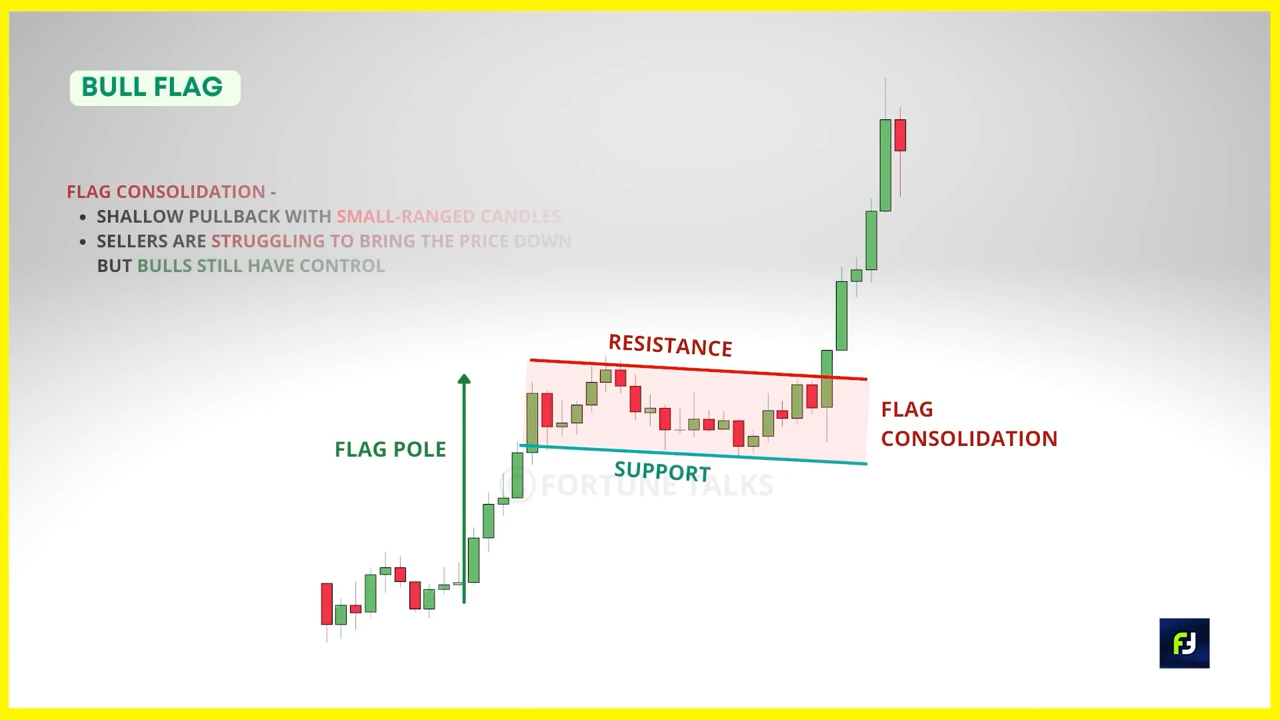 BULL FLAG
FLAG CONSOLIDATION -
• SHALLOW PULLBACK WITH SMALL-RANGED CANDLES
• SELLERS ARE STRUGGLING TO BRING THE PRICE DOWN
BUT BULLS STILL HAVE CONTROL
RESISTANCE
FLAG
CONSOLIDATION
FLAG POLE
SUPPORT
© FORTUNE TALKS